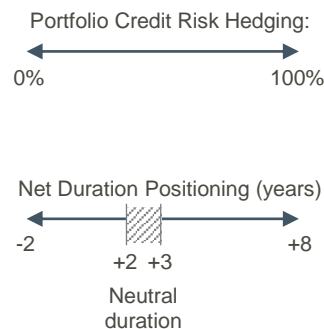 Portfolio Credit Risk Hedging:
0% 100%
Net Duration Positioning (years)
-2 +8
+2 +3
Neutral
duration